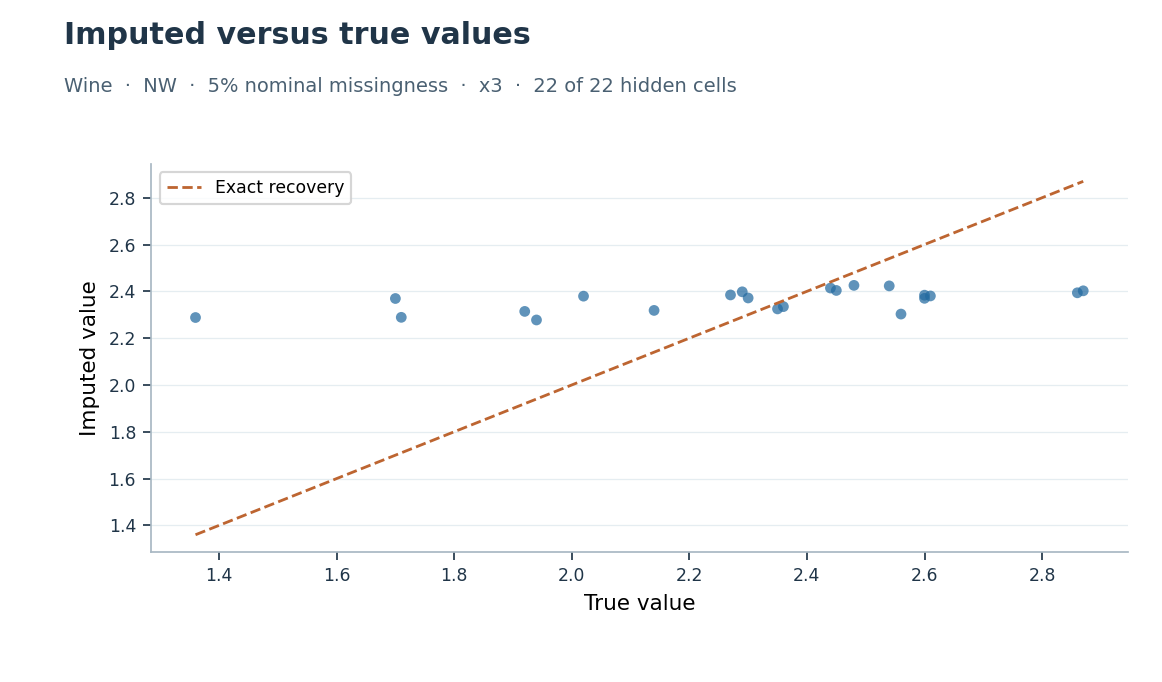 Imputed versus true values
Wine · NW · 5% nominal missingness · x3 · 22 of 22 hidden cells
Exact recovery
2.8
2.6
2.4
2.2
2.0
1.8
1.6
1.4
Imputed value
1.4 1.6 1.8 2.0 2.2 2.4 2.6 2.8
True value